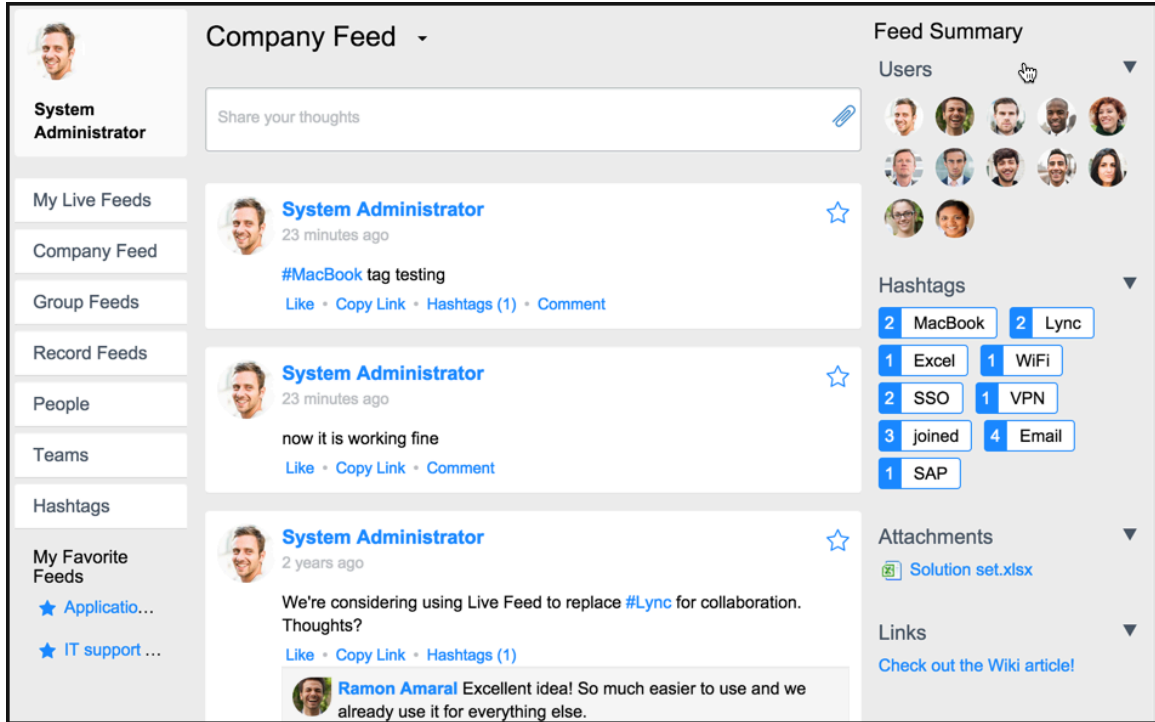 System
Administrator
My Live Feeds
Company Feed
Group Feeds
Record Feeds
People
Teams
Hashtags
My Favorite
Feeds
Applicatio...
IT support ...
Company Feed
Share your thoughts
System Administrator
23 minutes ago
#MacBook tag testing
Like • Copy Link • Hashtags (1) • Comment
System Administrator
23 minutes ago
now it is working fine
Like • Copy Link • Comment
System Administrator
2 years ago
We're considering using Live Feed to replace #Lync for collaboration.
Thoughts?
Like • Copy Link • Hashtags (1)
Ramon Amaral Excellent idea! So much easier to use and we
already use it for everything else.
Feed Summary
Users
Hashtags
2 MacBook 2 Lync
1 Excel 1 WiFi
2 SSO 1 VPN
3 joined 4 Email
1 SAP
Attachments
Solution set.xlsx
Links
Check out the Wiki article!